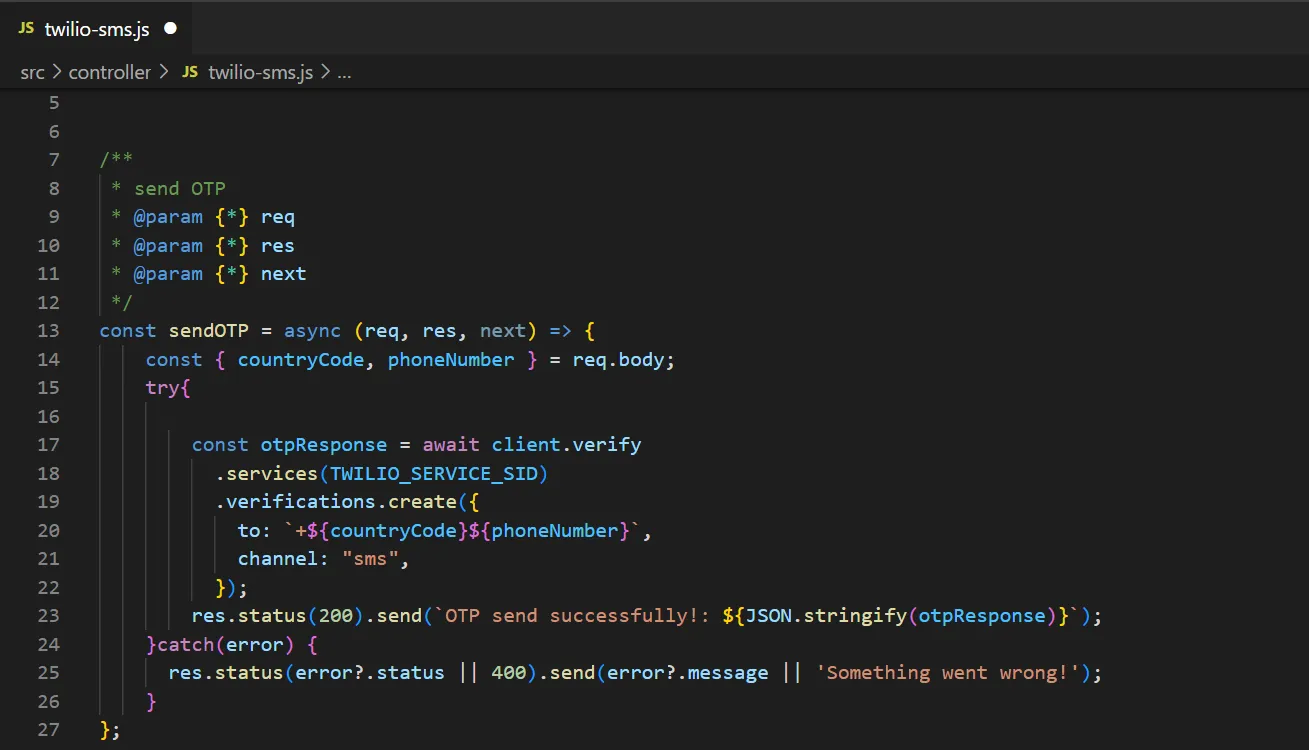 JS twilio-sms.js
src > controller > JS twilio-sms.js > ...
5
6
7 /**
8  * send OTP
9  * @param {*} req
10  * @param {*} res
11  * @param {*} next
12  */
13 const sendOTP = async (req, res, next) => {
14     const { countryCode, phoneNumber } = req.body;
15     try{
16
17         const otpResponse = await client.verify
18           .services(TWILIO_SERVICE_SID)
19           .verifications.create({
20             to: `+${countryCode}${phoneNumber}`,
21             channel: "sms",
22           });
23         res.status(200).send(`OTP send successfully!: ${JSON.stringify(otpResponse)}`);
24     }catch(error) {
25       res.status(error?.status || 400).send(error?.message || 'Something went wrong!');
26     }
27 };